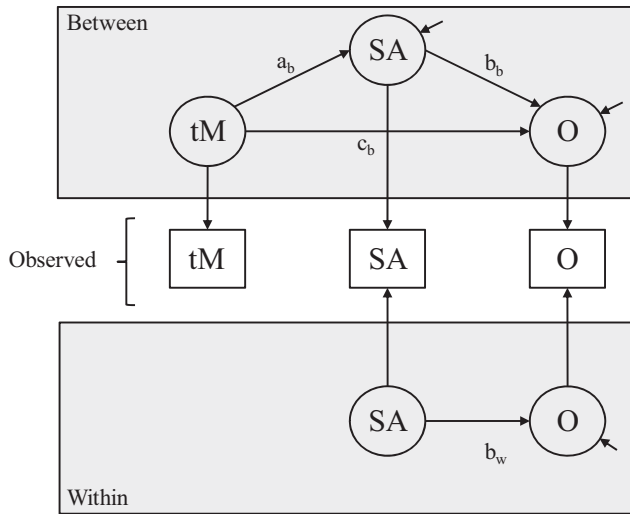 Between
SA
a_b
b_b
tM
O
c_b
Observed
tM
SA
O
SA
O
b_w
Within